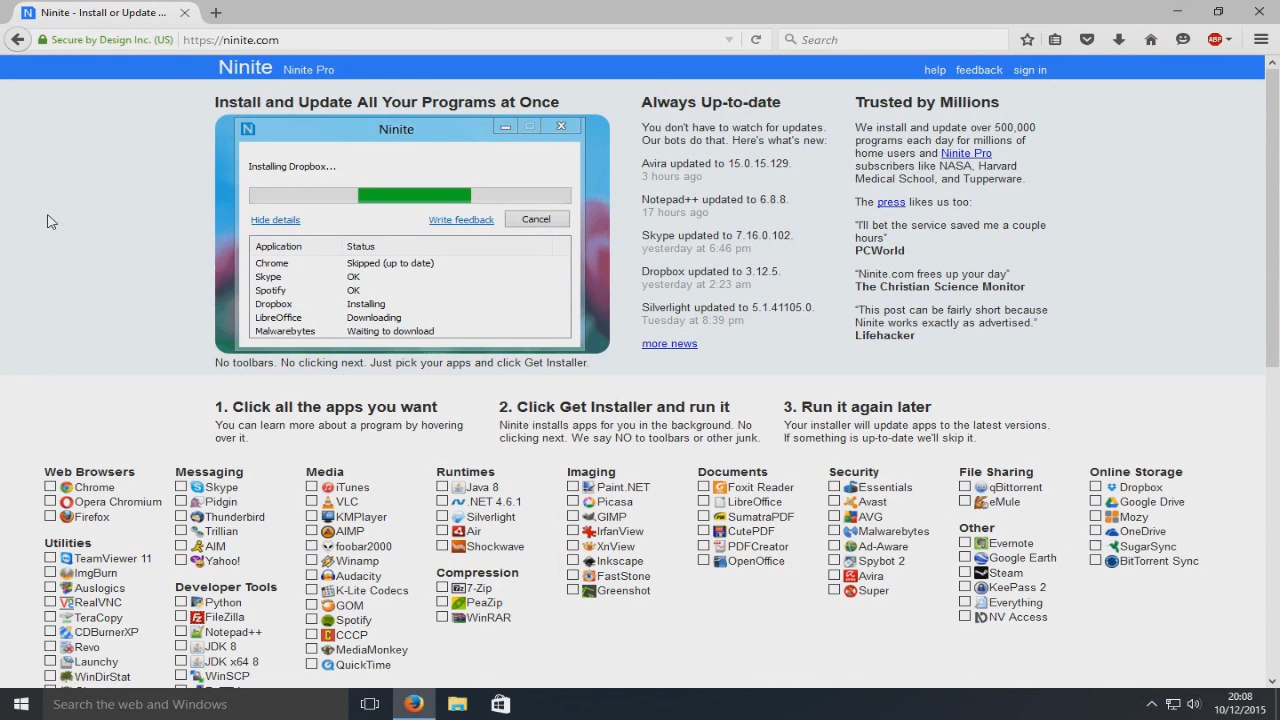 Ninite - Install or Update ...
Secure by Design Inc. (US)
https://ninite.com
Search
ABP
Ninite
Ninite Pro
help
feedback
sign in
Install and Update All Your Programs at Once
Ninite
Installing Dropbox...
Hide details
Write feedback
Cancel
Application Status
Chrome Skipped (up to date)
Skype OK
Spotify OK
Dropbox Installing
LibreOffice Downloading
Malwarebytes Waiting to download
No toolbars. No clicking next. Just pick your apps and click Get Installer.
Always Up-to-date
You don't have to watch for updates.
Our bots do that. Here's what's new:
Avira updated to 15.0.15.129.
3 hours ago
Notepad++ updated to 6.8.8.
17 hours ago
Skype updated to 7.16.0.102.
yesterday at 6:46 pm
Dropbox updated to 3.12.5.
yesterday at 2:23 am
Silverlight updated to 5.1.41105.0.
Tuesday at 8:39 pm
more news
Trusted by Millions
We install and update over 500,000
programs each day for millions of
home users and Ninite Pro
subscribers like NASA, Harvard
Medical School, and Tupperware.
The press likes us too:
"I'll bet the service saved me a couple
hours"
PCWorld
"Ninite.com frees up your day"
The Christian Science Monitor
"This post can be fairly short because
Ninite works exactly as advertised."
Lifehacker
1. Click all the apps you want
You can learn more about a program by hovering
over it.
2. Click Get Installer and run it
Ninite installs apps for you in the background. No
clicking next. We say NO to toolbars or other junk.
3. Run it again later
Your installer will update apps to the latest versions.
If something is up-to-date we'll skip it.
Web Browsers
Chrome
Opera Chromium
Firefox
Utilities
TeamViewer 11
ImgBurn
Auslogics
RealVNC
TeraCopy
CDBurnerXP
Revo
Launchy
WinDirStat
Messaging
Skype
Pidgin
Thunderbird
Trillian
AIM
Yahoo!
Developer Tools
Python
FileZilla
Notepad++
JDK 8
JDK x64 8
WinSCP
Media
iTunes
VLC
KMPlayer
AIMP
foobar2000
Winamp
Audacity
K-Lite Codecs
GOM
Spotify
CCCP
MediaMonkey
QuickTime
Runtimes
Java 8
.NET 4.6.1
Silverlight
Air
Shockwave
Compression
7-Zip
PeaZip
WinRAR
Imaging
Paint.NET
Picasa
GIMP
IrfanView
XnView
Inkscape
FastStone
Greenshot
Documents
Foxit Reader
LibreOffice
SumatraPDF
CutePDF
PDFCreator
OpenOffice
Security
Essentials
Avast
AVG
Malwarebytes
Ad-Aware
Spybot 2
Avira
Super
File Sharing
qBittorrent
eMule
Other
Evernote
Google Earth
Steam
KeePass 2
Everything
NV Access
Online Storage
Dropbox
Google Drive
Mozy
OneDrive
SugarSync
BitTorrent Sync
Search the web and Windows
20:08
10/12/2015